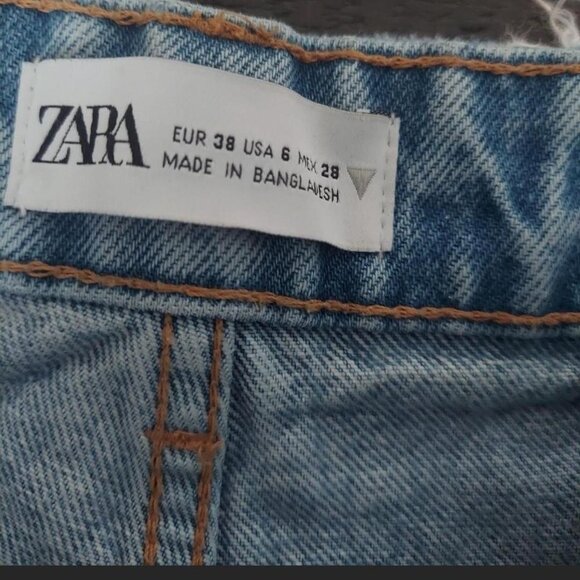 ZARA
EUR 38 USA 6 MEX 28
MADE IN BANGLADESH